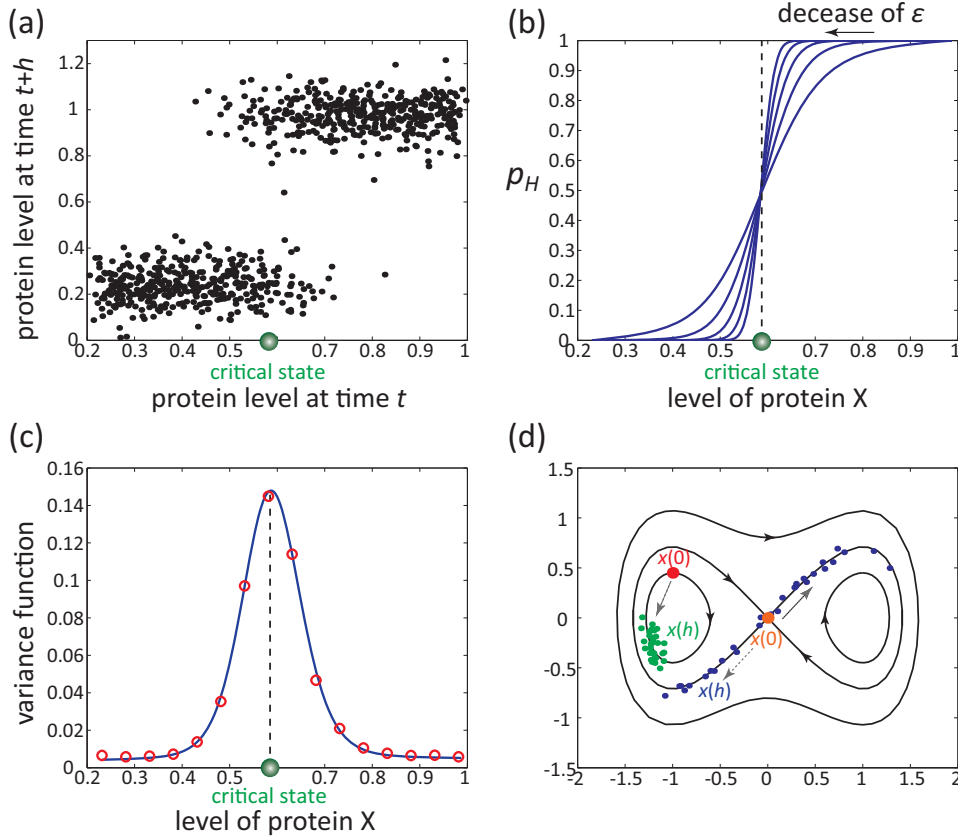 (a)
protein level at time t+h
1.2
1
0.8
0.6
0.4
0.2
0
0.2 0.3 0.4 0.5 0.6 0.7 0.8 0.9 1
critical state
protein level at time t
(b)
decease of ε
pH
1
0.9
0.8
0.7
0.6
0.5
0.4
0.3
0.2
0.1
0
0.2 0.3 0.4 0.5 0.6 0.7 0.8 0.9 1
critical state
level of protein X
(c)
variance function
0.16
0.14
0.12
0.10
0.08
0.06
0.04
0.02
0
0.2 0.3 0.4 0.5 0.6 0.7 0.8 0.9 1
critical state
level of protein X
(d)
1.5
1
0.5
0
-0.5
-1
-1.5
x(0)
x(h)
x(0)
x(h)
-2 -1.5 -1 -0.5 0 0.5 1 1.5 2